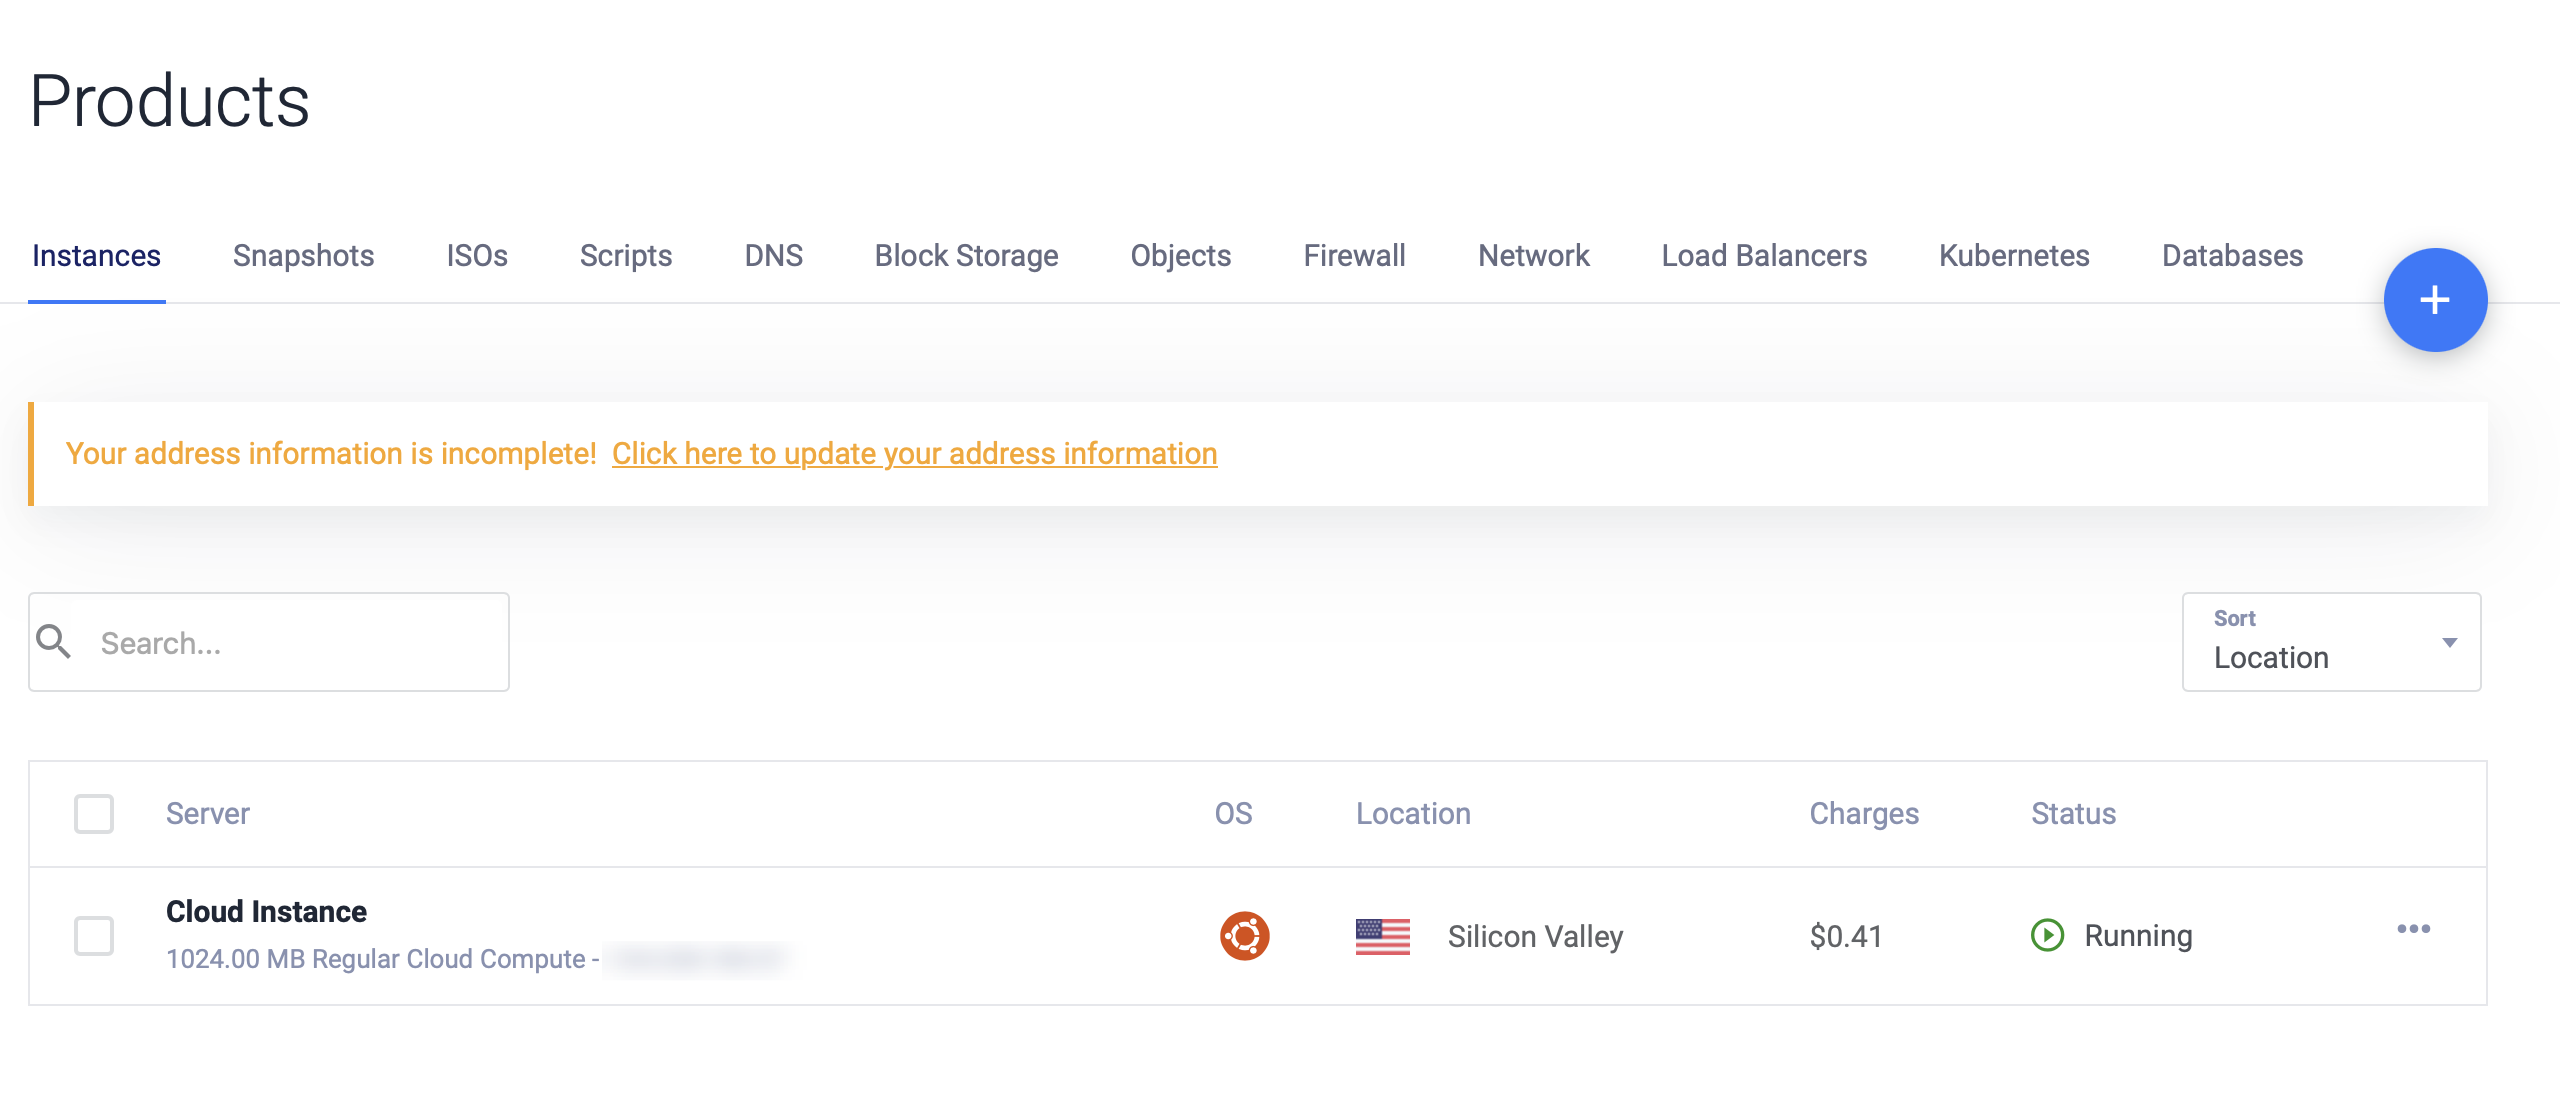 Products
Instances Snapshots ISOs Scripts DNS Block Storage Objects Firewall Network Load Balancers Kubernetes Databases
+
Your address information is incomplete! Click here to update your address information
Search...
Sort
Location
Server OS Location Charges Status
Cloud Instance
1024.00 MB Regular Cloud Compute -
Silicon Valley $0.41 Running